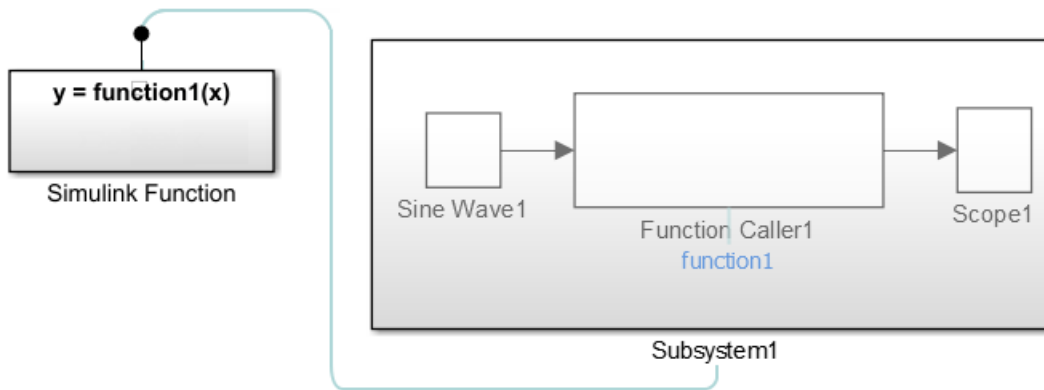 y = function1(x)
Simulink Function
Sine Wave1
Function Caller1
function1
Scope1
Subsystem1